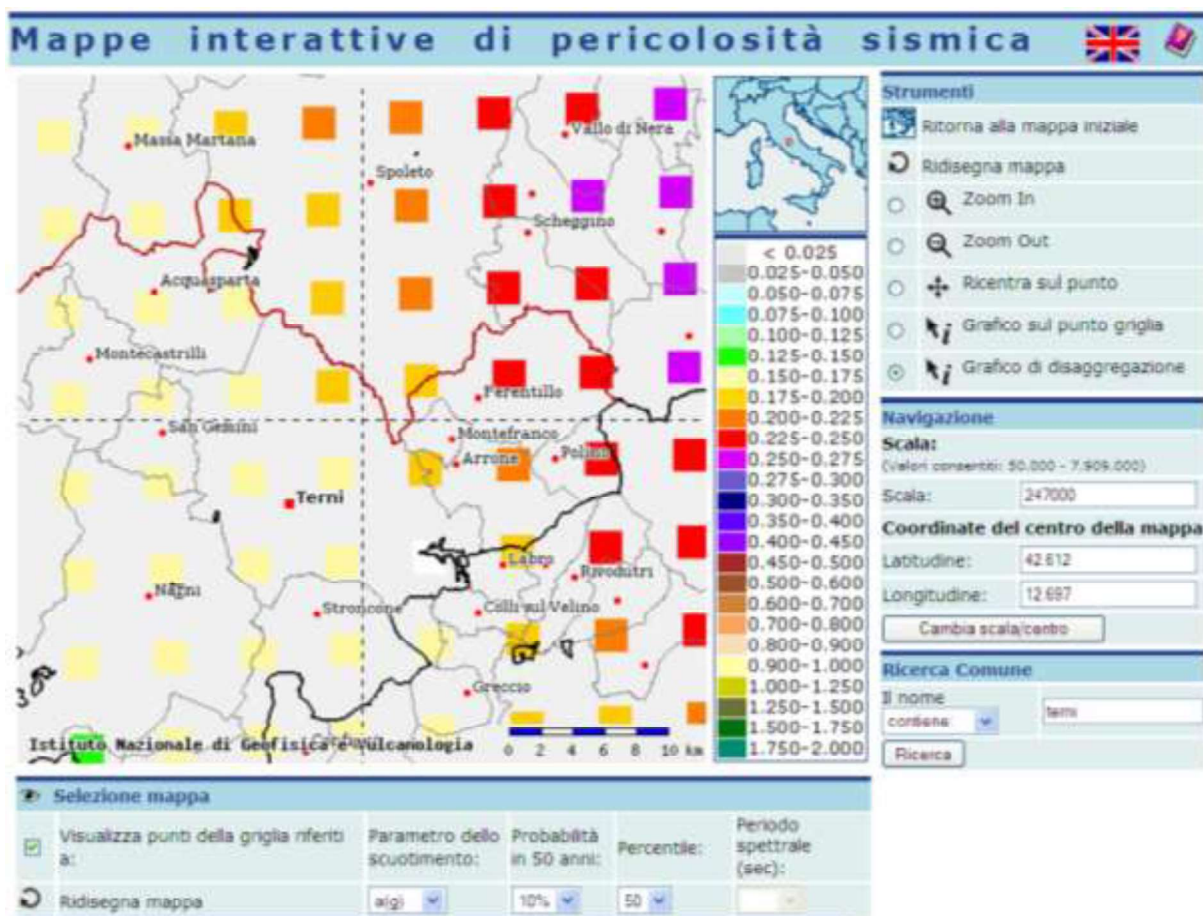 Mappe interattive di pericolosità sismica
Massa Martana
Vallo di Nera
Spoleto
Scheggino
Acquasparta
Montecastrilli
Ferentillo
San Gemini
Montefranco
Arrone
Polino
Terni
Labro
Rivodutri
Narni
Stroncone
Colli sul Velino
Greccio
Istituto Nazionale di Geofisica e Vulcanologia
0 2 4 6 8 10 km
< 0.025
0.025-0.050
0.050-0.075
0.075-0.100
0.100-0.125
0.125-0.150
0.150-0.175
0.175-0.200
0.200-0.225
0.225-0.250
0.250-0.275
0.275-0.300
0.300-0.350
0.350-0.400
0.400-0.450
0.450-0.500
0.500-0.600
0.600-0.700
0.700-0.800
0.800-0.900
0.900-1.000
1.000-1.250
1.250-1.500
1.500-1.750
1.750-2.000
Strumenti
Ritorna alla mappa iniziale
Ridisegna mappa
Zoom In
Zoom Out
Ricentra sul punto
Grafico sul punto griglia
Grafico di disaggregazione
Navigazione
Scala:
(Valori consentiti: 50.000 - 7.909.000)
Scala: 247000
Coordinate del centro della mappa
Latitudine: 42.612
Longitudine: 12.697
Cambia scala/centro
Ricerca Comune
Il nome
contiene terni
Ricerca
Selezione mappa
Visualizza punti della griglia riferiti a:
Parametro dello scuotimento:
Probabilità in 50 anni:
Percentile:
Periodo spettrale (sec):
Ridisegna mappa
a(g) 10% 50